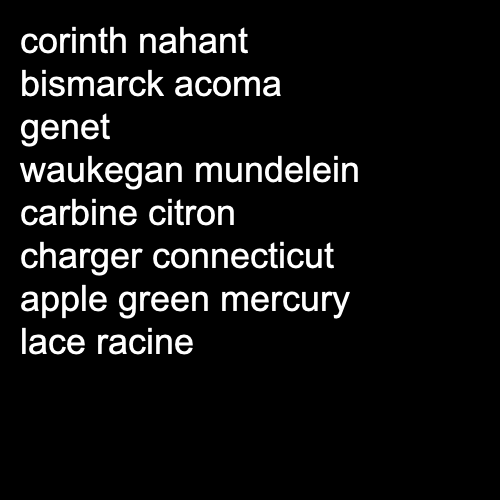 corinth nahant
bismarck acoma
genet
waukegan mundelein
carbine citron
charger connecticut
apple green mercury
lace racine